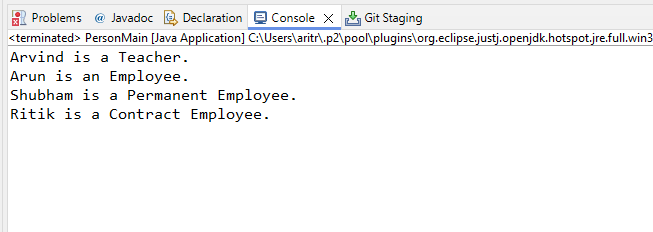 Problems @ Javadoc Declaration Console Git Staging
<terminated> PersonMain [Java Application] C:\Users\aritr\.p2\pool\plugins\org.eclipse.justj.openjdk.hotspot.jre.full.win3
Arvind is a Teacher.
Arun is an Employee.
Shubham is a Permanent Employee.
Ritik is a Contract Employee.